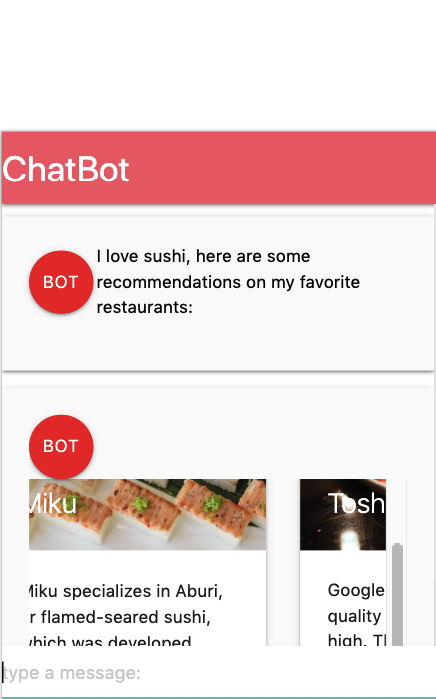 ChatBot
I love sushi, here are some
BOT
recommendations on my favorite
restaurants:
BOT
Miku
Tosh
Miku specializes in Aburi,
Google
r flamed-seared sushi,
quality
which was developed
high. Th
type a message: